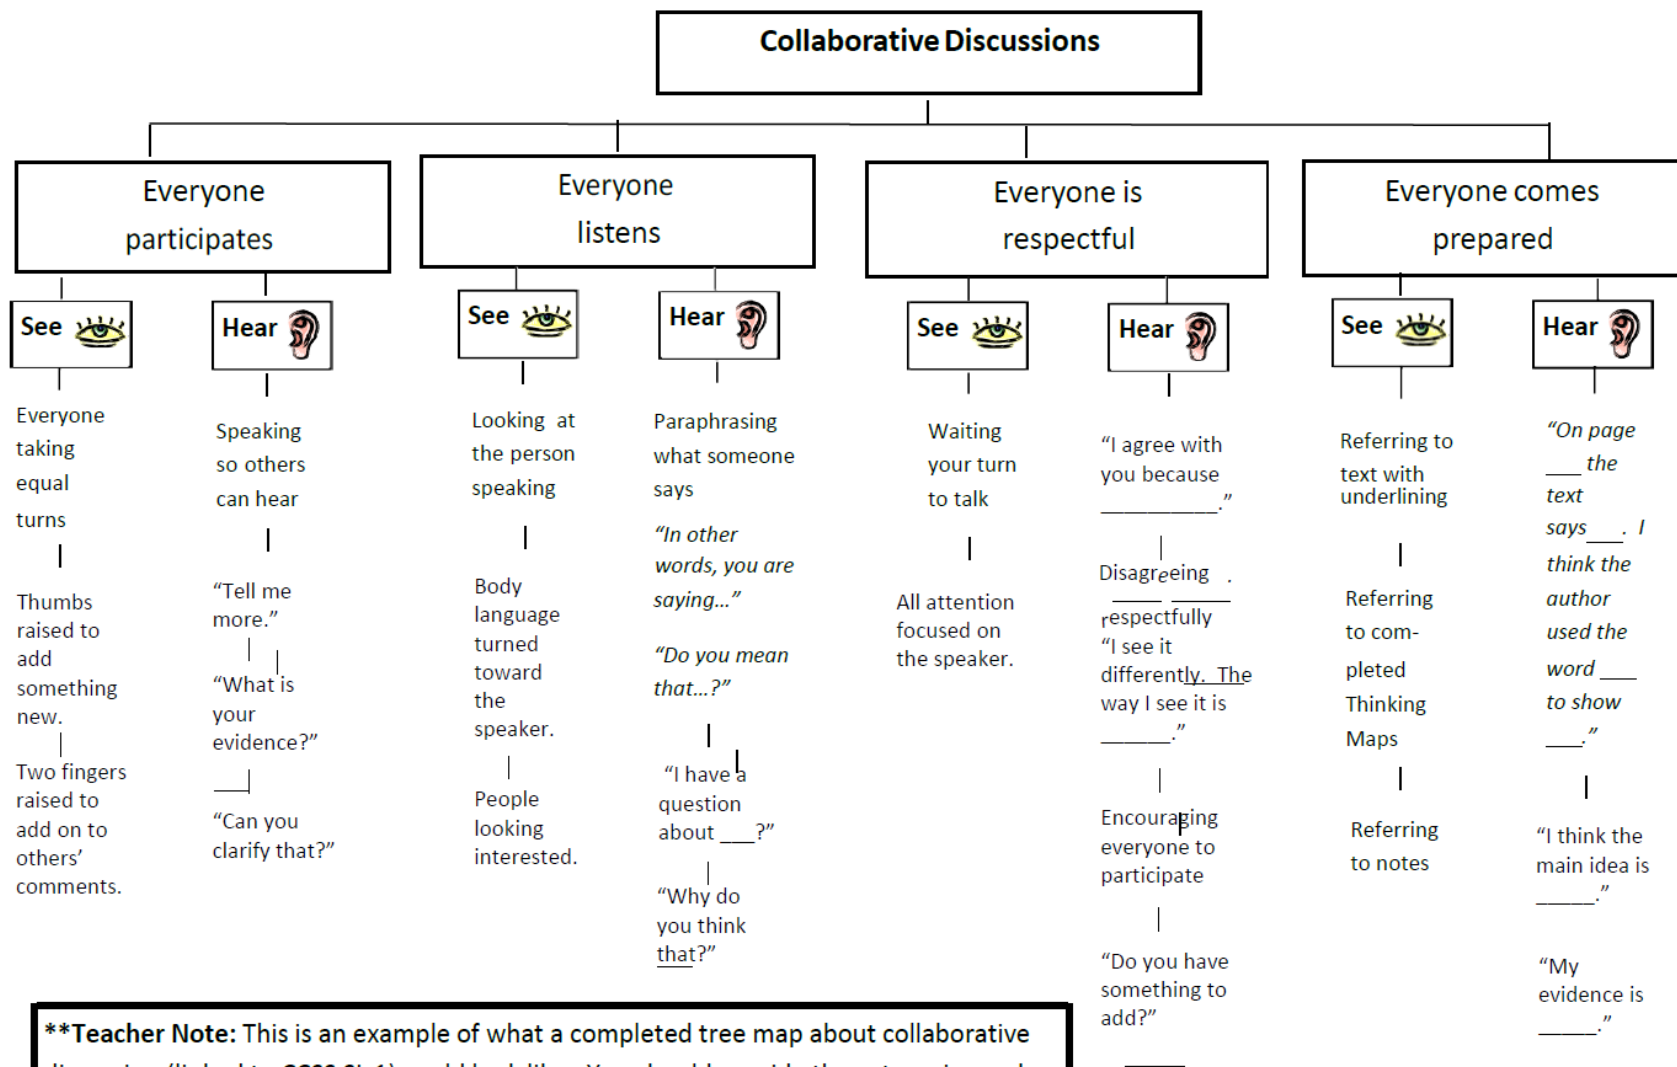 Collaborative Discussions
Everyone
participates
See
Everyone
taking
equal
turns
Thumbs
raised to
add
something
new.
Two fingers
raised to
add on to
others’
comments.
Hear
Speaking
so others
can hear
“Tell me
more.”
“What is
your
evidence?”
“Can you
clarify that?”
Everyone
listens
See
Looking at
the person
speaking
Body
language
turned
toward
the
speaker.
People
looking
interested.
Hear
Paraphrasing
what someone
says
“In other
words, you are
saying…”
“Do you mean
that…?”
“I have a
question
about ___?”
“Why do
you think
that?”
Everyone is
respectful
See
Waiting
your turn
to talk
All attention
focused on
the speaker.
Hear
“I agree with
you because
__________.”
Disagreeing .
respectfully
“I see it
differently. The
way I see it is
______.”
Encouraging
everyone to
participate
“Do you have
something to
add?”
Everyone comes
prepared
See
Referring to
text with
underlining
Referring
to com-
pleted
Thinking
Maps
Referring
to notes
Hear
“On page
___ the
text
says___. I
think the
author
used the
word ___
to show
___.”
“I think the
main idea is
_____.”
“My
evidence is
_____.”
**Teacher Note: This is an example of what a completed tree map about collaborative